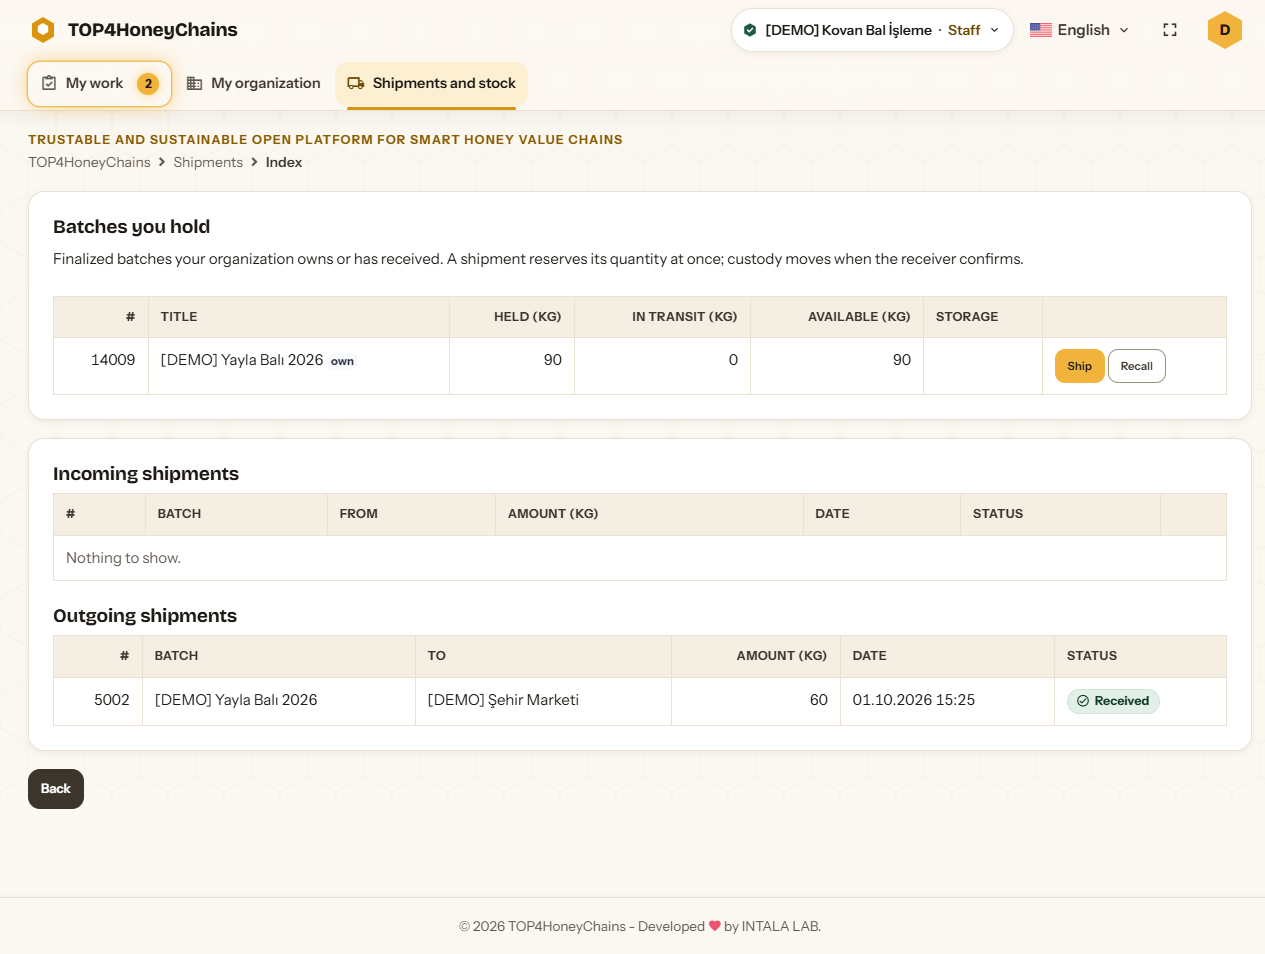 TOP4HoneyChains
[DEMO] Kovan Bal İşleme · Staff
English
D
My work 2
My organization
Shipments and stock
TRUSTABLE AND SUSTAINABLE OPEN PLATFORM FOR SMART HONEY VALUE CHAINS
TOP4HoneyChains > Shipments > Index
Batches you hold
Finalized batches your organization owns or has received. A shipment reserves its quantity at once; custody moves when the receiver confirms.
# TITLE HELD (KG) IN TRANSIT (KG) AVAILABLE (KG) STORAGE
14009 [DEMO] Yayla Balı 2026 own 90 0 90 Ship Recall
Incoming shipments
# BATCH FROM AMOUNT (KG) DATE STATUS
Nothing to show.
Outgoing shipments
# BATCH TO AMOUNT (KG) DATE STATUS
5002 [DEMO] Yayla Balı 2026 [DEMO] Şehir Marketi 60 01.10.2026 15:25 Received
Back
© 2026 TOP4HoneyChains - Developed ❤ by INTALA LAB.